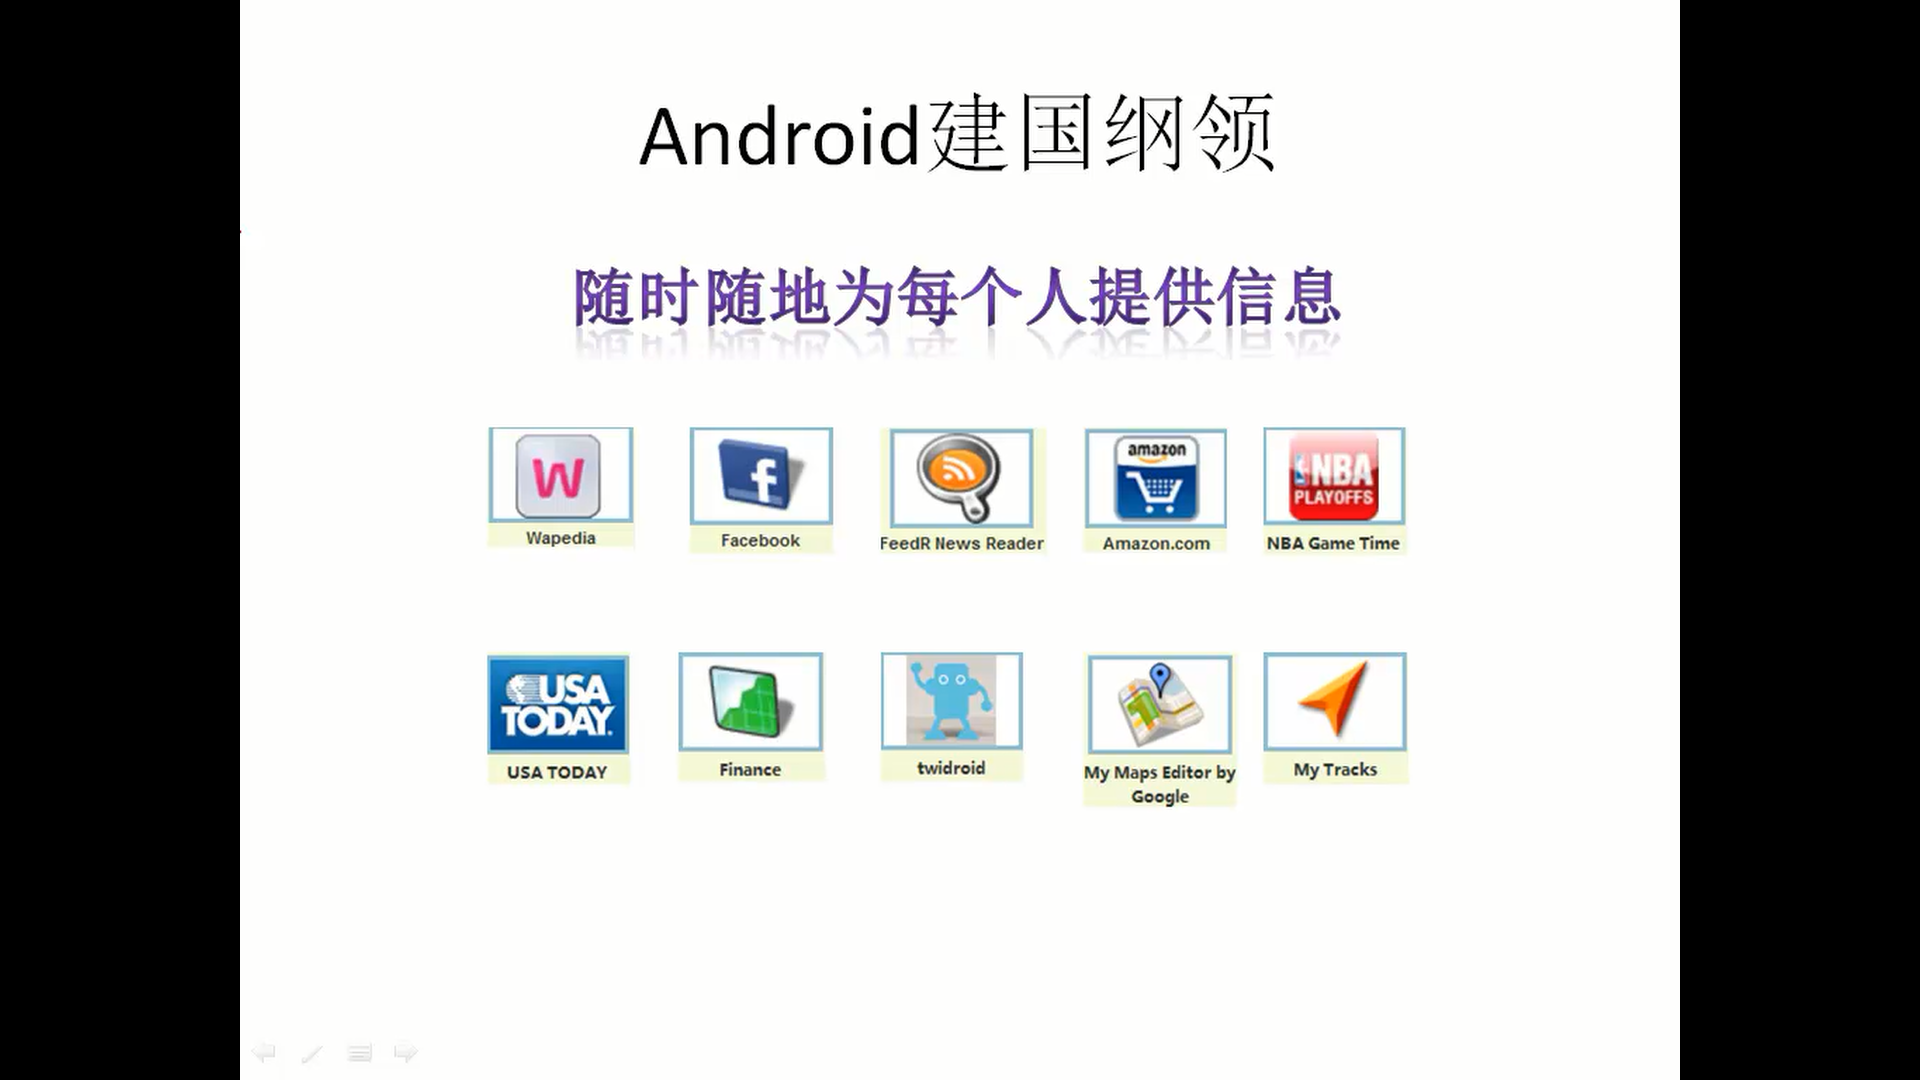 Android建国纲领
随时随地为每个人提供信息
W
f
amazon
NBA
PLAYOFFS
Wapedia
Facebook
FeedR News Reader
Amazon.com
NBA Game Time
USA
TODAY
USA TODAY
Finance
twidroid
My Maps Editor by
Google
My Tracks